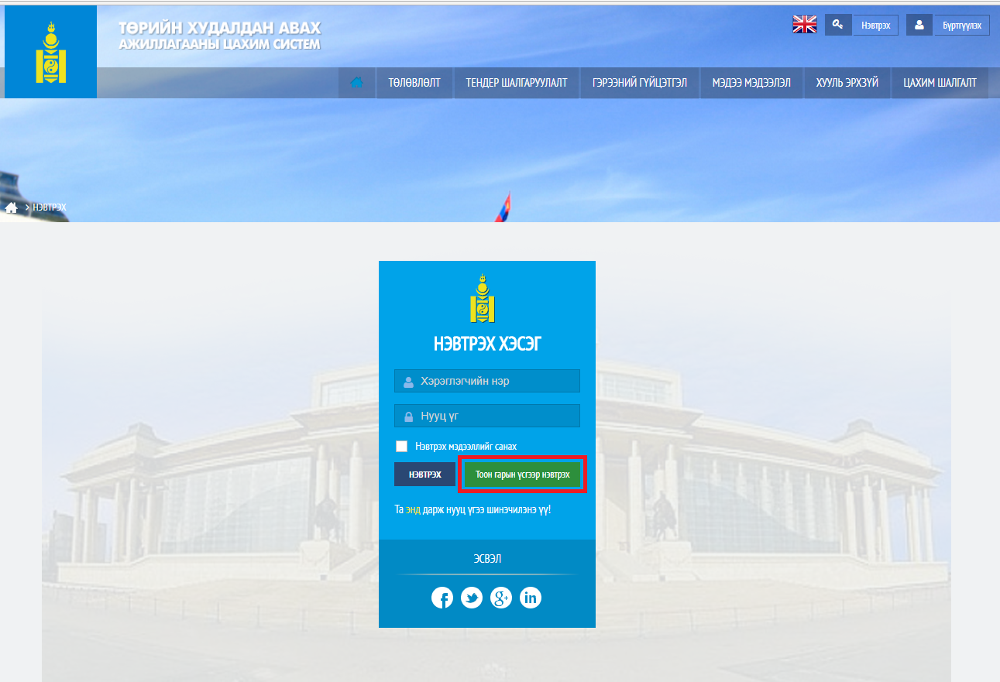 ТӨРИЙН ХУДАЛДАН АВАХ
АЖИЛЛАГААНЫ ЦАХИМ СИСТЕМ
Нэвтрэх
Бүртгүүлэх
ТӨЛӨВЛӨЛТ
ТЕНДЕР ШАЛГАРУУЛАЛТ
ГЭРЭЭНИЙ ГҮЙЦЭТГЭЛ
МЭДЭЭ МЭДЭЭЛЭЛ
ХУУЛЬ ЭРХЗҮЙ
ЦАХИМ ШАЛГАЛТ
> НЭВТРЭХ
НЭВТРЭХ ХЭСЭГ
Хэрэглэгчийн нэр
Нууц үг
Нэвтрэх мэдээллийг санах
НЭВТРЭХ
Тоон гарын үсгээр нэвтрэх
Та энд дарж нууц үгээ шинэчилнэ үү!
ЭСВЭЛ